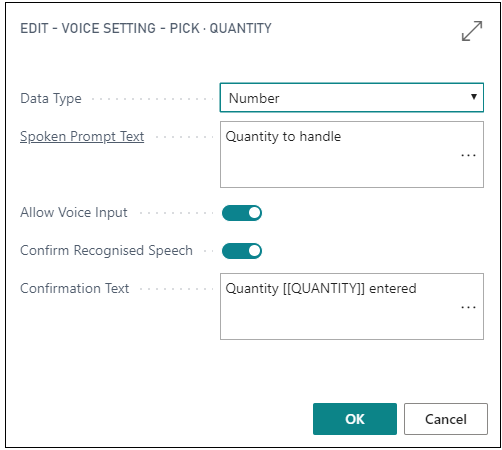 EDIT - VOICE SETTING - PICK · QUANTITY
Data Type Number
Spoken Prompt Text Quantity to handle
...
Allow Voice Input
Confirm Recognised Speech
Confirmation Text Quantity [[QUANTITY]] entered
...
OK Cancel